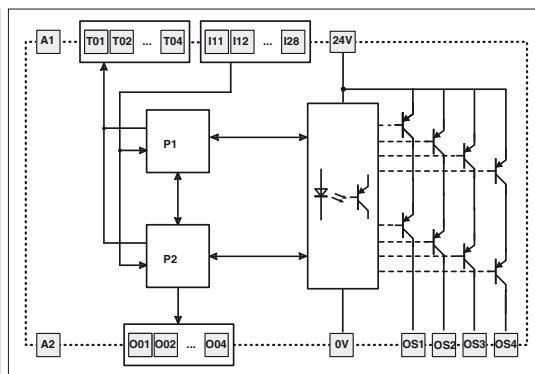 A1 T01 T02 ... T04 I11 I12 ... I28 24V
P1
P2
A2 O01 O02 ... O04 0V OS1 OS2 OS3 OS4